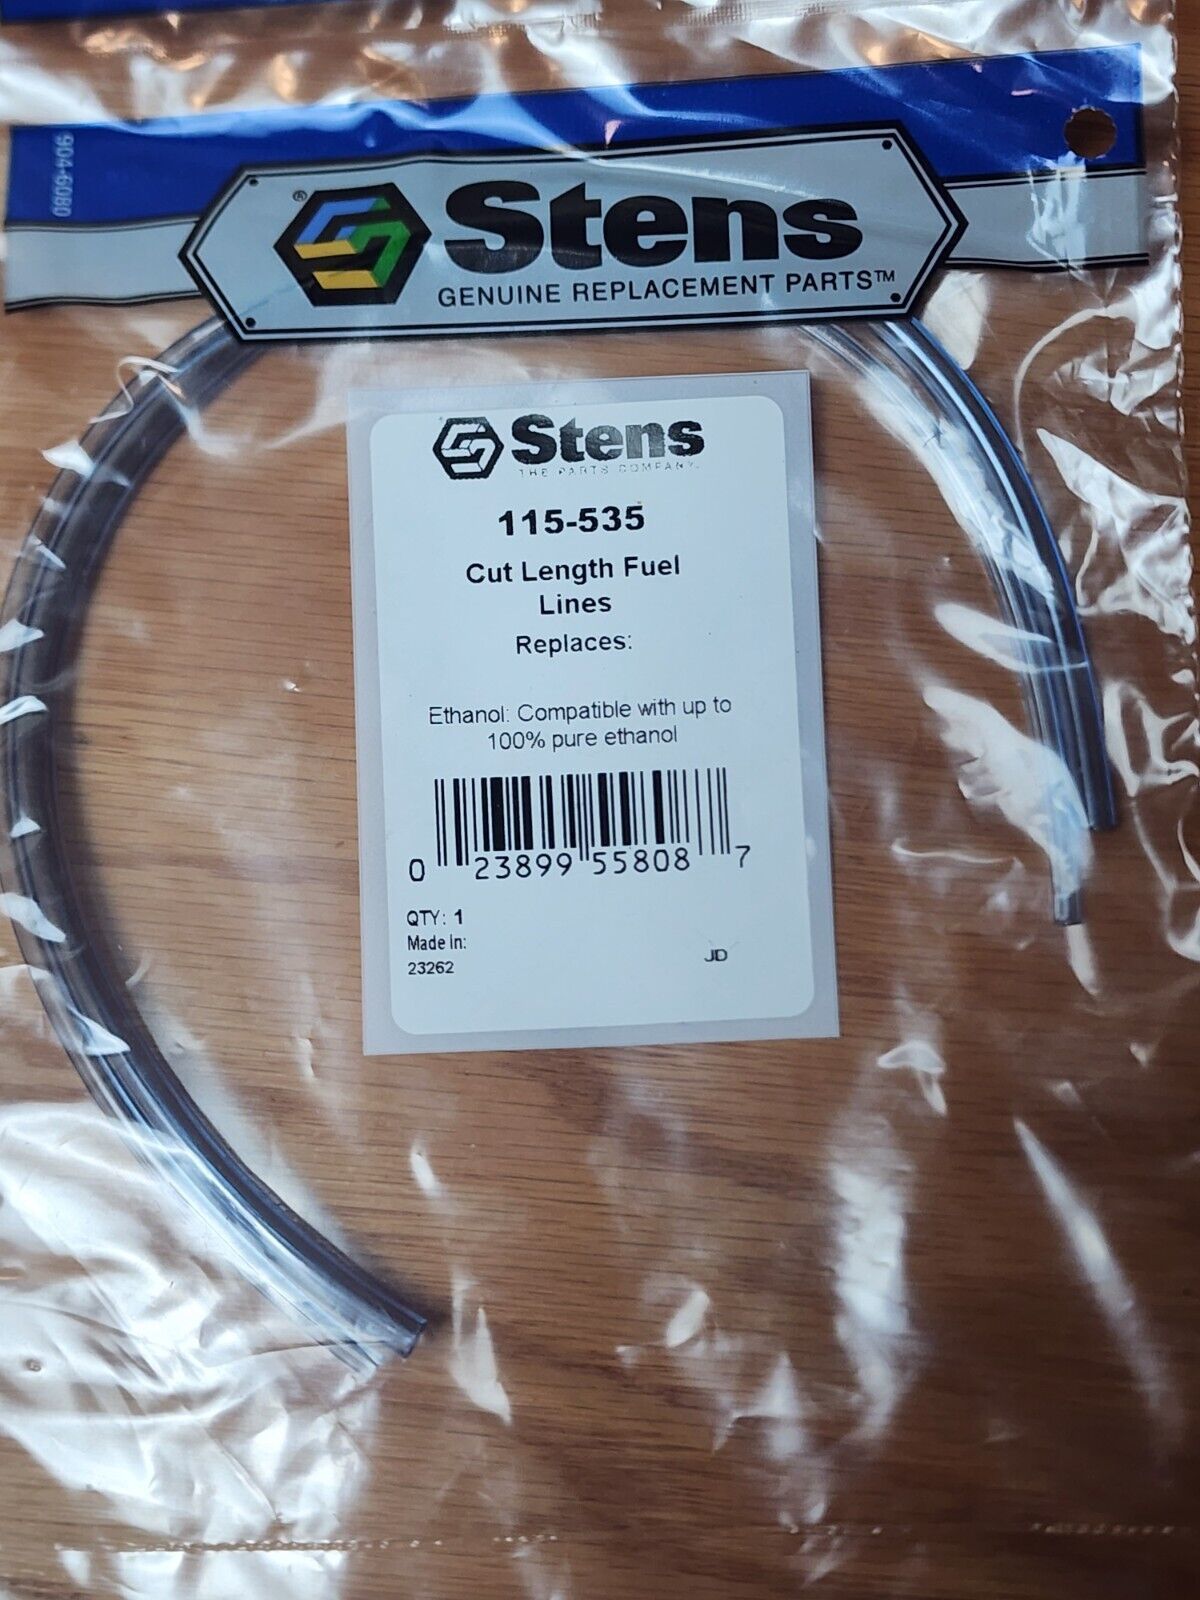 904-6080
® Stens
GENUINE REPLACEMENT PARTS™
Stens
THE PARTS COMPANY.
115-535
Cut Length Fuel
Lines
Replaces:
Ethanol: Compatible with up to
100% pure ethanol
0 23899 55808 7
QTY: 1
Made In:
23262
JD